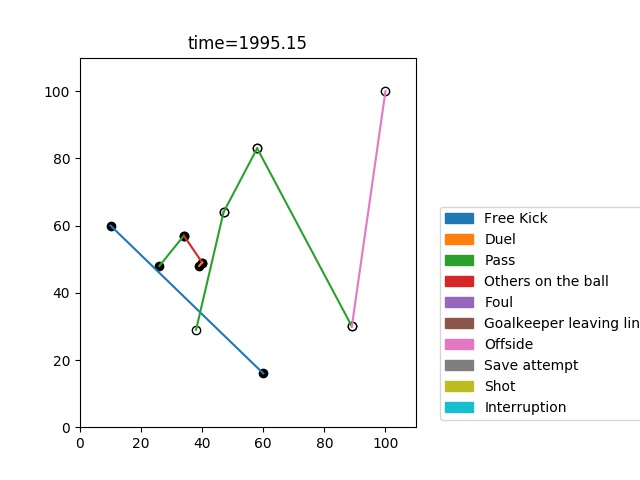 time=1995.15
100
80
60
40
20
0
0 20 40 60 80 100
Free Kick
Duel
Pass
Others on the ball
Foul
Goalkeeper leaving lin
Offside
Save attempt
Shot
Interruption